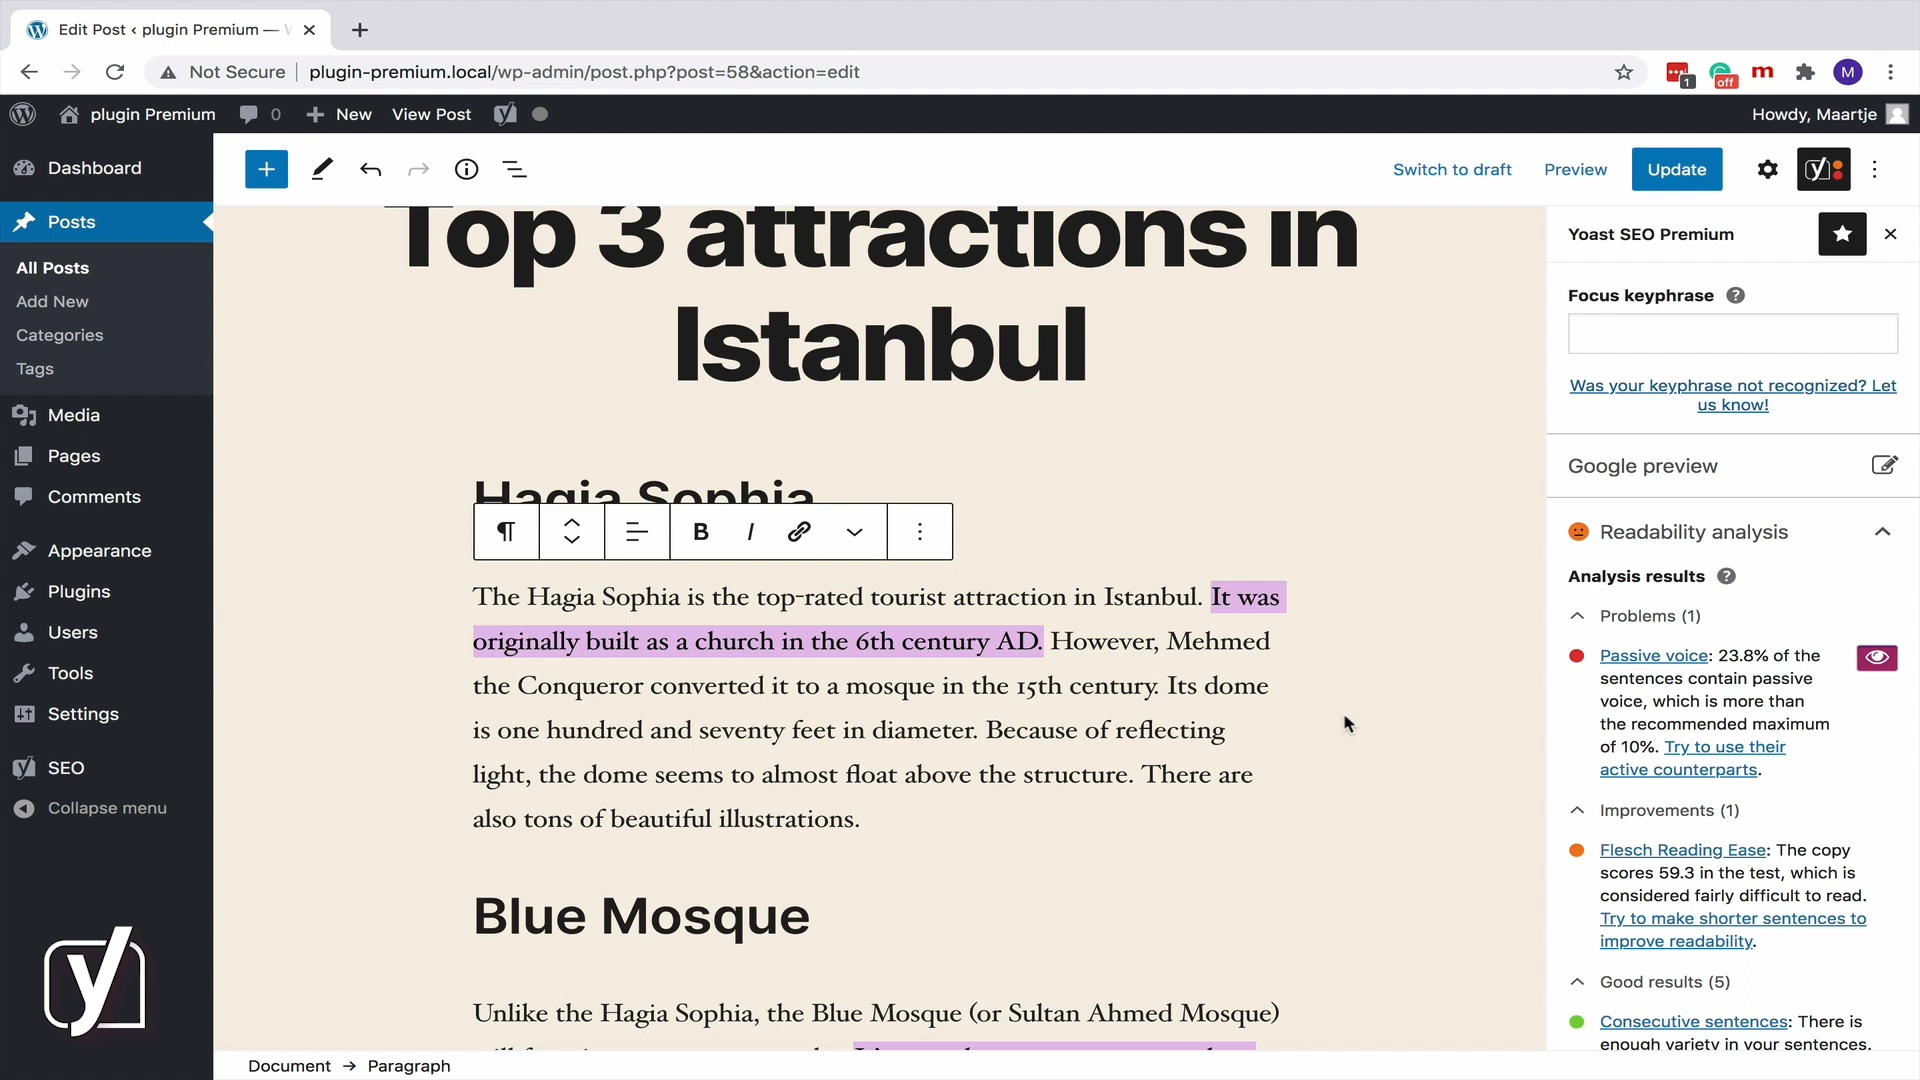 Edit Post ‹ plugin Premium —
Not Secure
plugin-premium.local/wp-admin/post.php?post=58&action=edit
1
off
m
M
plugin Premium
0
New
View Post
Howdy, Maartje
Dashboard
Posts
All Posts
Add New
Categories
Tags
Media
Pages
Comments
Appearance
Plugins
Users
Tools
Settings
SEO
Collapse menu
Switch to draft
Preview
Update
Top 3 attractions in
Istanbul
Hagia Sophia
B
I
The Hagia Sophia is the top-rated tourist attraction in Istanbul. It was
originally built as a church in the 6th century AD. However, Mehmed
the Conqueror converted it to a mosque in the 15th century. Its dome
is one hundred and seventy feet in diameter. Because of reflecting
light, the dome seems to almost float above the structure. There are
also tons of beautiful illustrations.
Blue Mosque
Unlike the Hagia Sophia, the Blue Mosque (or Sultan Ahmed Mosque)
Document → Paragraph
Yoast SEO Premium
Focus keyphrase
Was your keyphrase not recognized? Let
us know!
Google preview
Readability analysis
Analysis results
Problems (1)
Passive voice: 23.8% of the
sentences contain passive
voice, which is more than
the recommended maximum
of 10%. Try to use their
active counterparts.
Improvements (1)
Flesch Reading Ease: The copy
scores 59.3 in the test, which is
considered fairly difficult to read.
Try to make shorter sentences to
improve readability.
Good results (5)
Consecutive sentences: There is
enough variety in your sentences.